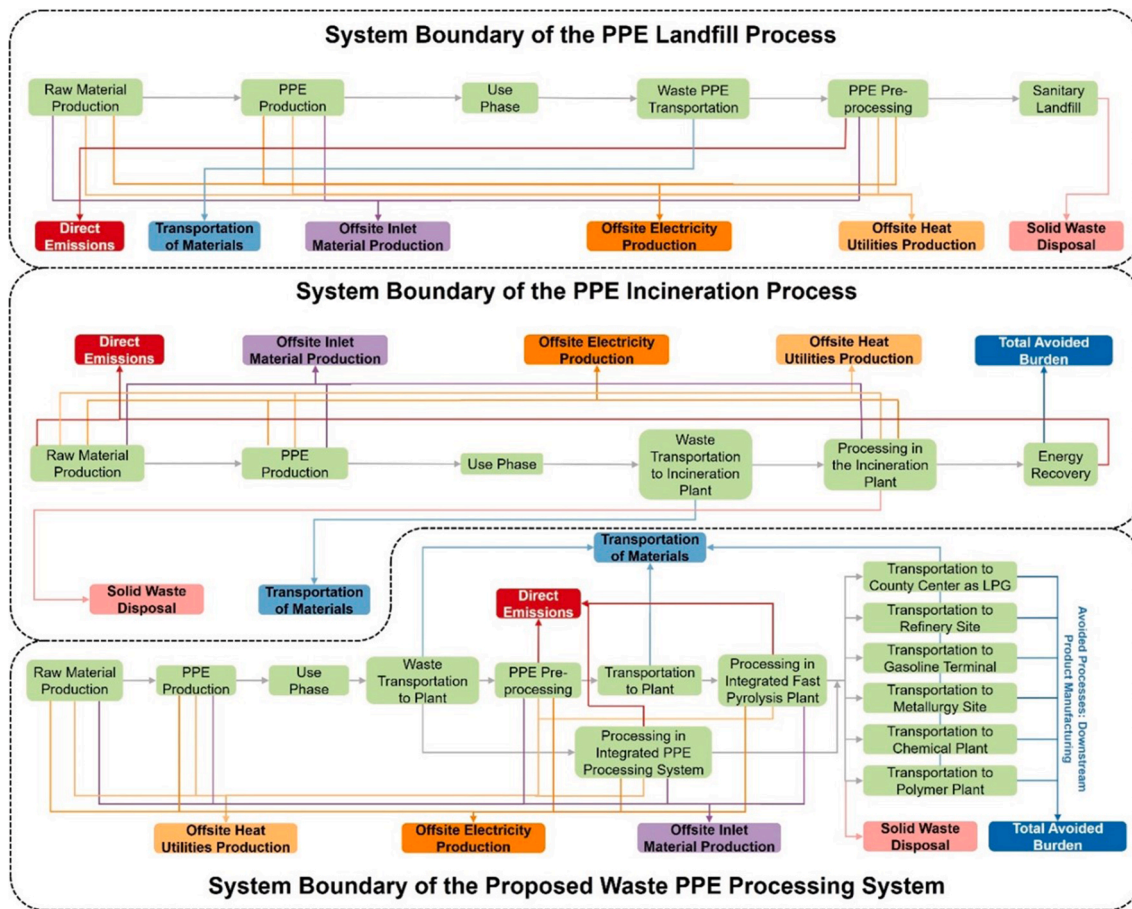 System Boundary of the PPE Landfill Process
Raw Material
Production
PPE
Production
Use
Phase
Waste PPE
Transportation
PPE Pre-
processing
Sanitary
Landfill
Direct
Emissions
Transportation
of Materials
Offsite Inlet
Material Production
Offsite Electricity
Production
Offsite Heat
Utilities Production
Solid Waste
Disposal
System Boundary of the PPE Incineration Process
Direct
Emissions
Offsite Inlet
Material Production
Offsite Electricity
Production
Offsite Heat
Utilities Production
Total Avoided
Burden
Raw Material
Production
PPE
Production
Use Phase
Waste
Transportation
to Incineration
Plant
Processing in
the Incineration
Plant
Energy
Recovery
Solid Waste
Disposal
Transportation
of Materials
Transportation
of Materials
Direct
Emissions
Raw Material
Production
PPE
Production
Use
Phase
Waste
Transportation
to Plant
PPE Pre-
processing
Transportation
to Plant
Processing in
Integrated Fast
Pyrolysis Plant
Processing in
Integrated PPE
Processing System
Transportation to
County Center as LPG
Transportation to
Refinery Site
Transportation to
Gasoline Terminal
Transportation to
Metallurgy Site
Transportation to
Chemical Plant
Transportation to
Polymer Plant
Avoided Processes: Downstream
Product Manufacturing
Offsite Heat
Utilities Production
Offsite Electricity
Production
Offsite Inlet
Material Production
Solid Waste
Disposal
Total Avoided
Burden
System Boundary of the Proposed Waste PPE Processing System